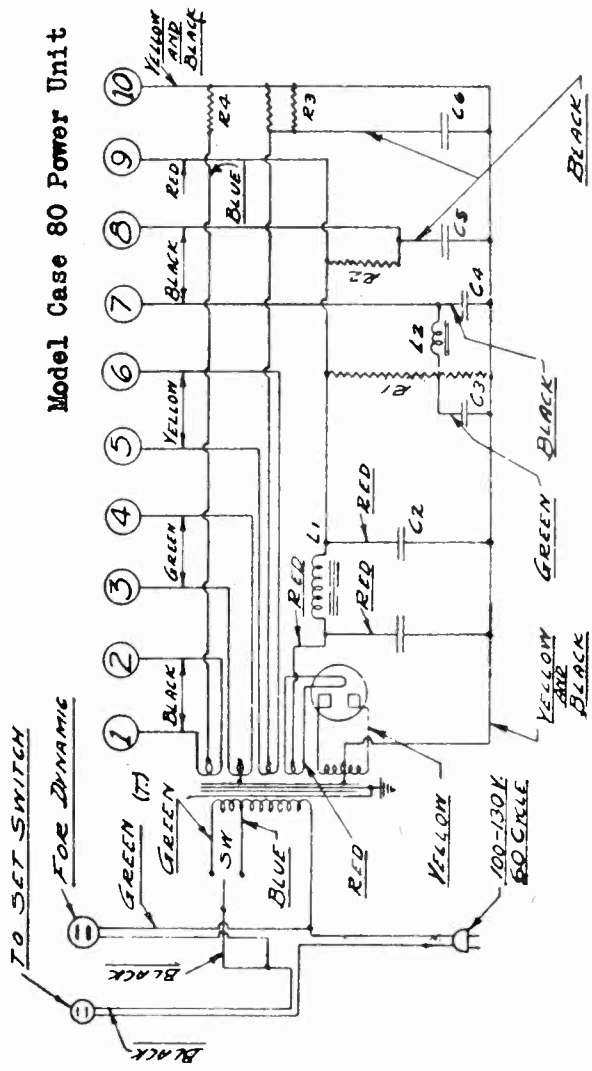 Model Case 80 Power Unit
TO SET SWITCH
FOR DYNAMIC
1
2
3
4
5
6
7
8
9
10
BLACK
GREEN
YELLOW
BLACK
RED
YELLOW
AND
BLACK
BLUE
R4
R3
C6
BLACK
R2
C5
C4
L2
R1
C3
BLACK
GREEN
RED
L1
RED
RED
C2
GREEN
GREEN (?)
SW
BLUE
RED
YELLOW
YELLOW
AND
BLACK
BLACK
BLACK
100-130 V.
60 CYCLE